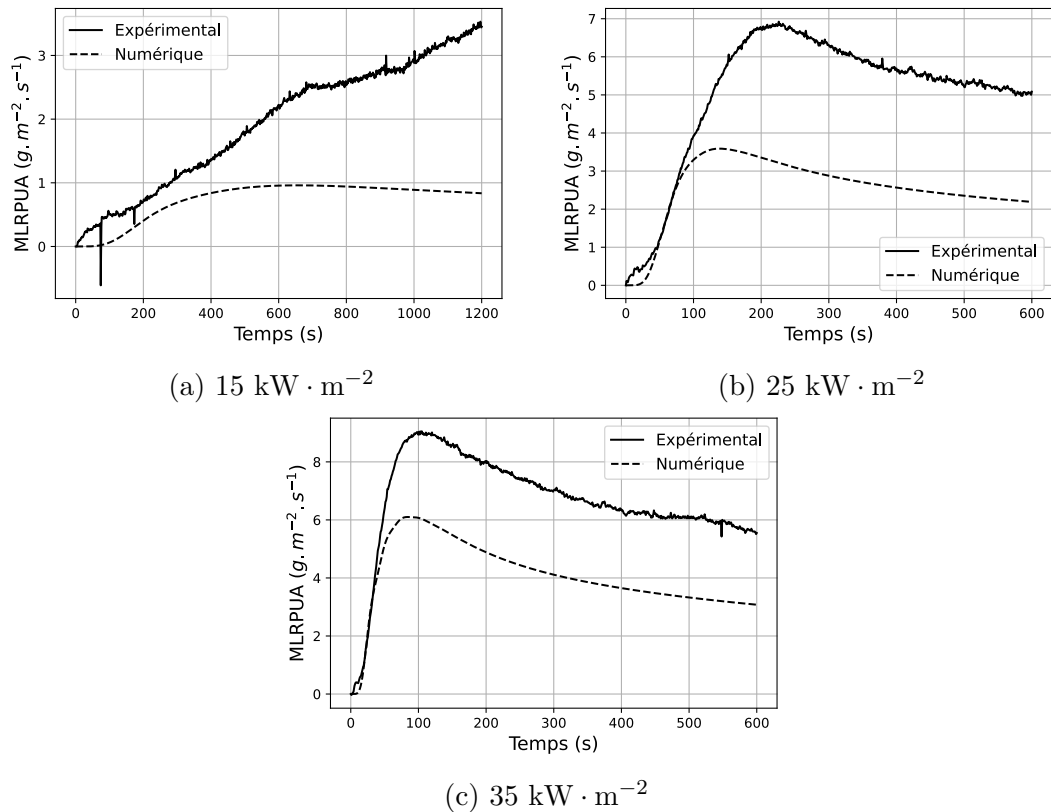 Expérimental
Numérique
MLRPUA (g. m⁻². s⁻¹)
3
2
1
0
0 200 400 600 800 1000 1200
Temps (s)
(a) 15 kW · m⁻²
Expérimental
Numérique
MLRPUA (g. m⁻². s⁻¹)
7
6
5
4
3
2
1
0
0 100 200 300 400 500 600
Temps (s)
(b) 25 kW · m⁻²
Expérimental
Numérique
MLRPUA (g. m⁻². s⁻¹)
8
6
4
2
0
0 100 200 300 400 500 600
Temps (s)
(c) 35 kW · m⁻²